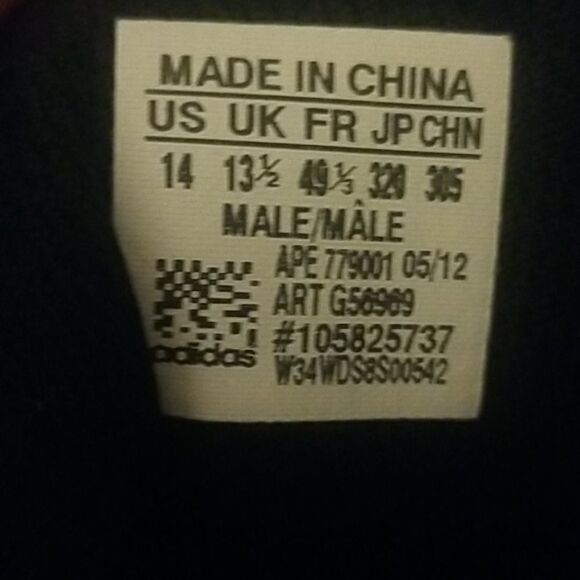 MADE IN CHINA
US UK FR JP CHN
14 13½ 49⅓ 320 305
MALE/MÂLE
APE 779001 05/12
ART G56969
#105825737
adidas W34WDS8S00542